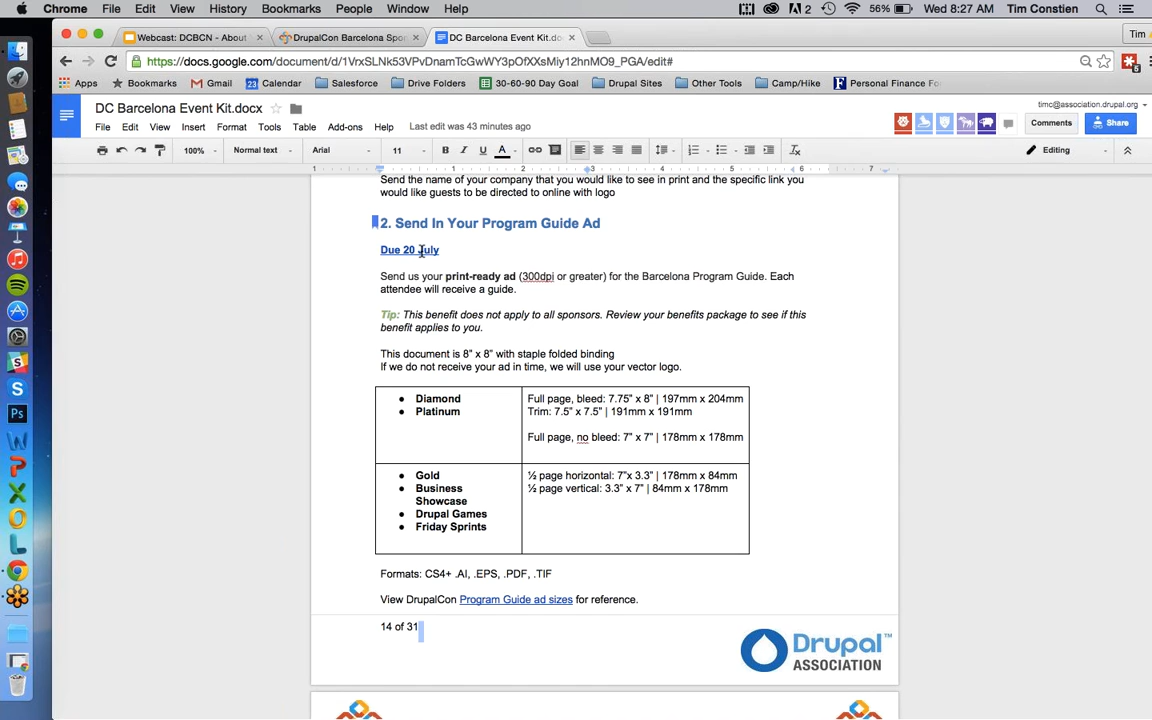 Chrome File Edit View History Bookmarks People Window Help 2 56% Wed 8:27 AM Tim Constien
Webcast: DCBCN - About × DrupalCon Barcelona Spo × DC Barcelona Event Kit.do × Tim
https://docs.google.com/document/d/1VrxSLNk53VPvDnamTcGwWY3pOfXXsMiy12hnMO9_PGA/edit#
Apps Bookmarks Gmail 23 Calendar Salesforce Drive Folders 30-60-90 Day Goal Drupal Sites Other Tools Camp/Hike Personal Finance Fo
DC Barcelona Event Kit.docx
timc@association.drupal.org
File Edit View Insert Format Tools Table Add-ons Help Last edit was 43 minutes ago Comments Share
100% Normal text Arial 11 B I U A Editing
1 1 2 3 4 5 6 7
Send the name of your company that you would like to see in print and the specific link you
would like guests to be directed to online with logo
2. Send In Your Program Guide Ad
Due 20 July
Send us your print-ready ad (300dpi or greater) for the Barcelona Program Guide. Each
attendee will receive a guide.
Tip: This benefit does not apply to all sponsors. Review your benefits package to see if this
benefit applies to you.
This document is 8” x 8” with staple folded binding
If we do not receive your ad in time, we will use your vector logo.
● Diamond
● Platinum
Full page, bleed: 7.75” x 8” | 197mm x 204mm
Trim: 7.5” x 7.5” | 191mm x 191mm
Full page, no bleed: 7” x 7” | 178mm x 178mm
● Gold
● Business
Showcase
● Drupal Games
● Friday Sprints
½ page horizontal: 7”x 3.3” | 178mm x 84mm
½ page vertical: 3.3” x 7” | 84mm x 178mm
Formats: CS4+ .AI, .EPS, .PDF, .TIF
View DrupalCon Program Guide ad sizes for reference.
14 of 31
Drupal™
ASSOCIATION